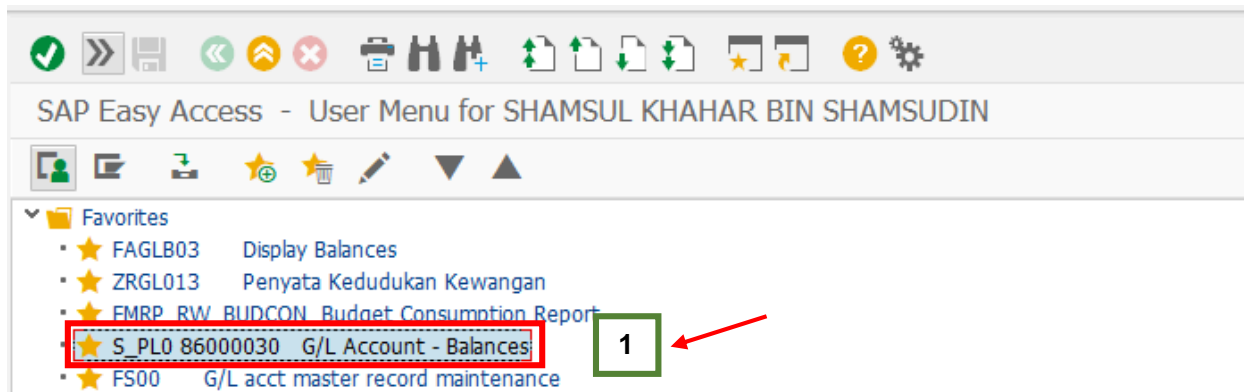 SAP Easy Access - User Menu for SHAMSUL KHAHAR BIN SHAMSUDIN
Favorites
FAGLB03 Display Balances
ZRGL013 Penyata Kedudukan Kewangan
FMRP_RW_BUDCON Budget Consumption Report
S_PL0 86000030 G/L Account - Balances
1
FS00 G/L acct master record maintenance